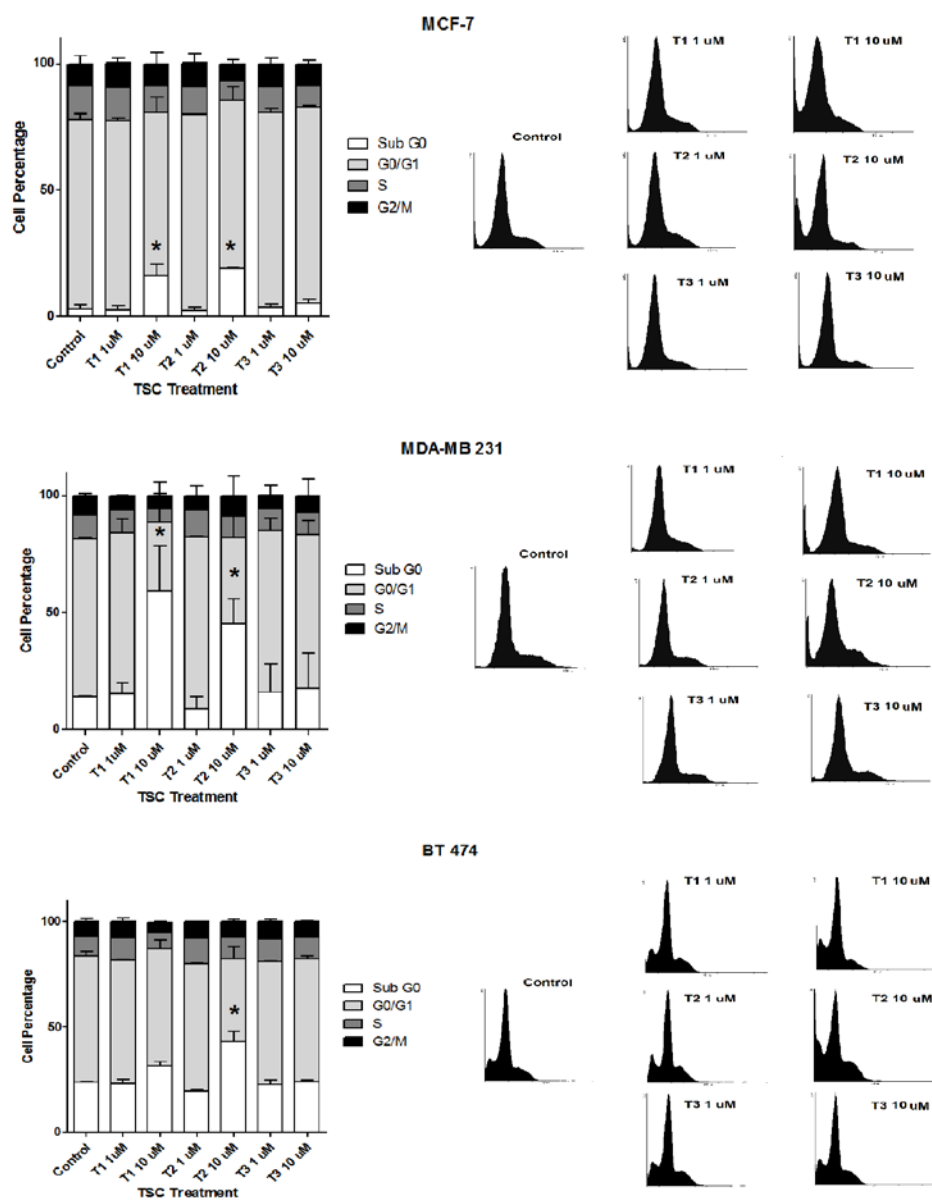 MCF-7
100
50
0
Cell Percentage
Control
T1 1uM
T1 10 uM
T2 1 uM
T2 10 uM
T3 1 uM
T3 10 uM
TSC Treatment
*
*
Sub G0
G0/G1
S
G2/M
Control
T1 1 uM
T1 10 uM
T2 1 uM
T2 10 uM
T3 1 uM
T3 10 uM
MDA-MB 231
100
50
0
Cell Percentage
Control
T1 1uM
T1 10 uM
T2 1 uM
T2 10 uM
T3 1 uM
T3 10 uM
TSC Treatment
*
*
Sub G0
G0/G1
S
G2/M
Control
T1 1 uM
T1 10 uM
T2 1 uM
T2 10 uM
T3 1 uM
T3 10 uM
BT 474
100
50
0
Cell Percentage
Control
T1 1uM
T1 10 uM
T2 1 uM
T2 10 uM
T3 1 uM
T3 10 uM
TSC Treatment
*
Sub G0
G0/G1
S
G2/M
Control
T1 1 uM
T1 10 uM
T2 1 uM
T2 10 uM
T3 1 uM
T3 10 uM